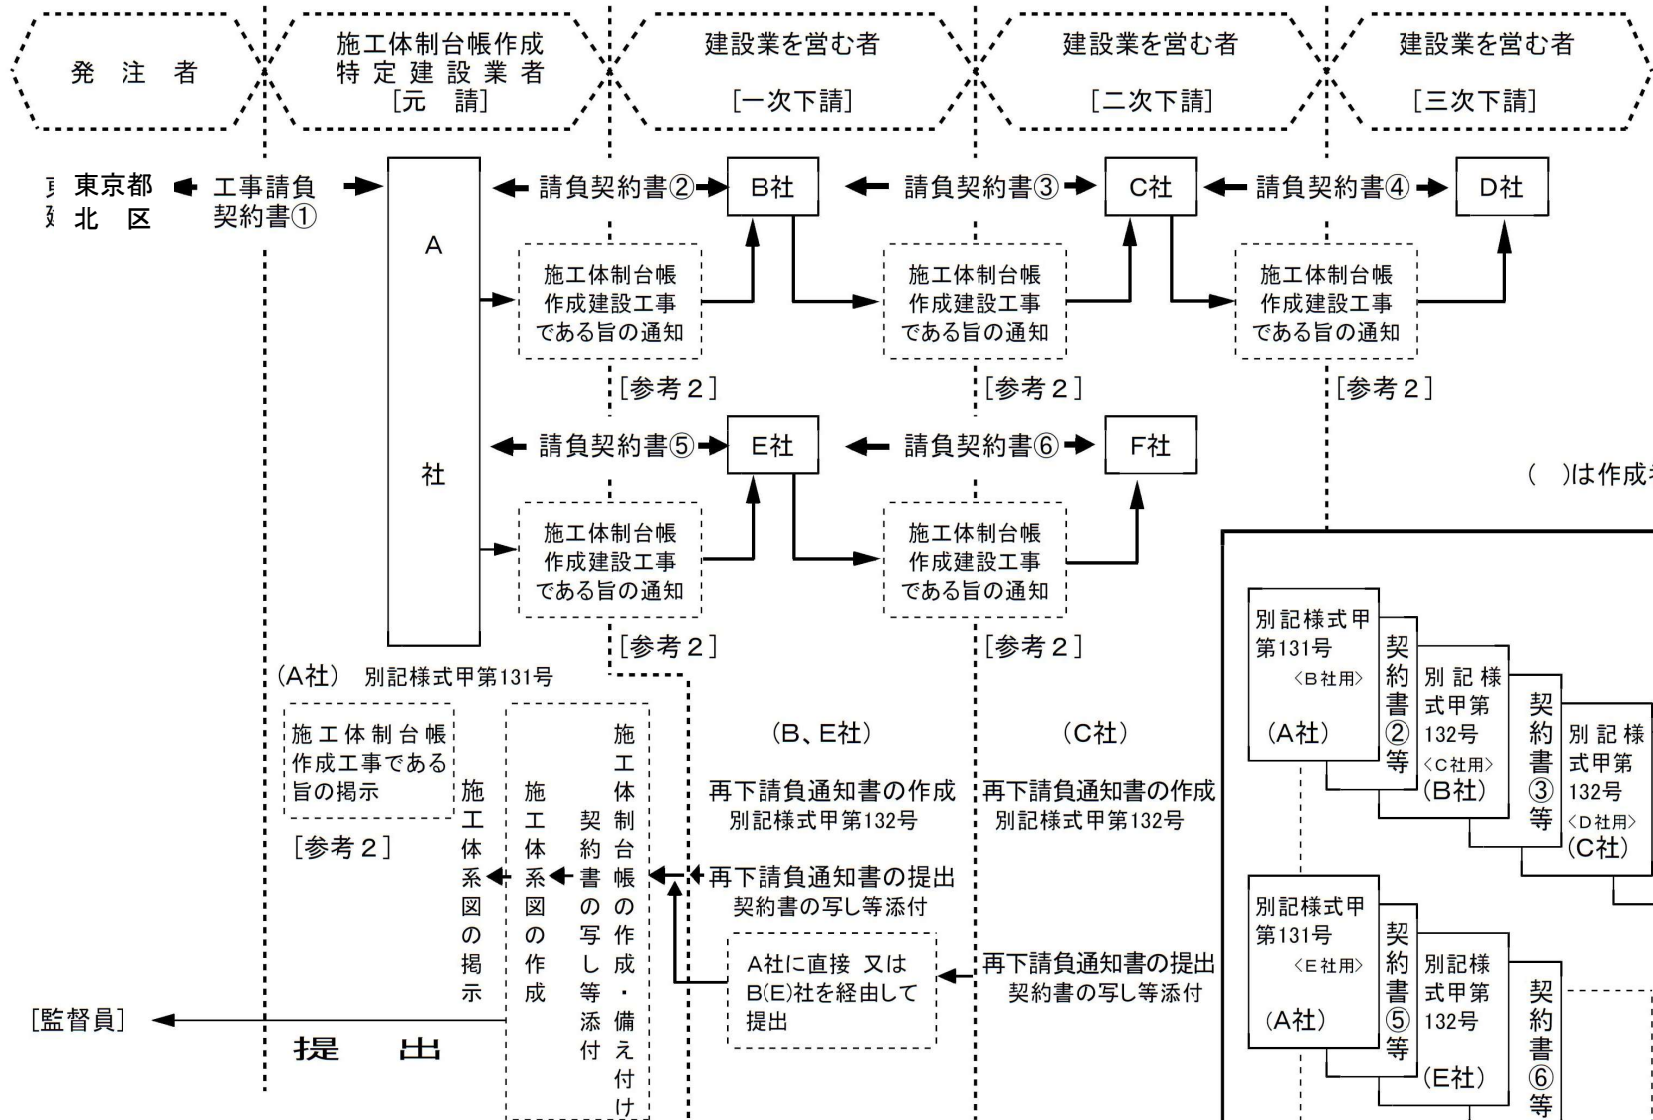 発 注 者
施工体制台帳作成
特定建設業者
[元 請]
建設業を営む者
[一次下請]
建設業を営む者
[二次下請]
建設業を営む者
[三次下請]
東京都
北 区
工事請負
契約書①
A
社
請負契約書②
B社
請負契約書③
C社
請負契約書④
D社
施工体制台帳
作成建設工事
である旨の通知
[参考2]
施工体制台帳
作成建設工事
である旨の通知
[参考2]
施工体制台帳
作成建設工事
である旨の通知
[参考2]
請負契約書⑤
E社
請負契約書⑥
F社
施工体制台帳
作成建設工事
である旨の通知
[参考2]
施工体制台帳
作成建設工事
である旨の通知
[参考2]
( )は作成
(A社) 別記様式甲第131号
施工体制台帳
作成工事である
旨の掲示
[参考2]
施工体系図の掲示
施工体系図の作成
契約書の写し等添付
施工体制台帳の作成・備え付け
(B、E社)
再下請負通知書の作成
別記様式甲第132号
再下請負通知書の提出
契約書の写し等添付
A社に直接 又は
B(E)社を経由して
提出
(C社)
再下請負通知書の作成
別記様式甲第132号
再下請負通知書の提出
契約書の写し等添付
[監督員]
提 出
別記様式甲
第131号
<B社用>
(A社)
契約書②等
別記様
式甲第
132号
<C社用>
(B社)
契約書③等
別記様
式甲第
132号
<D社用>
(C社)
別記様式甲
第131号
<E社用>
(A社)
契約書⑤等
別記様
式甲第
132号
(E社)
契約書⑥等